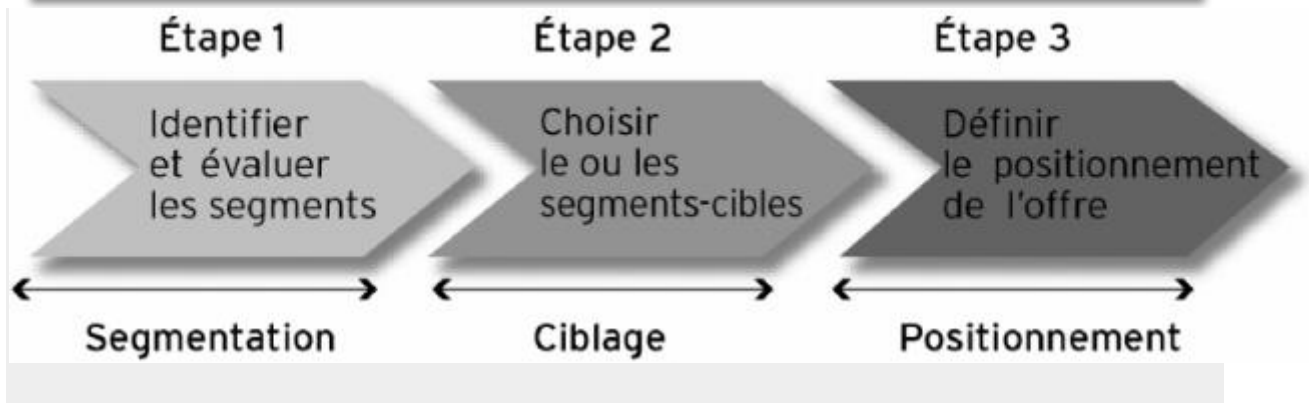 Étape 1
Étape 2
Étape 3
Identifier
et évaluer
les segments
Choisir
le ou les
segments-cibles
Définir
le positionnement
de l'offre
Segmentation
Ciblage
Positionnement